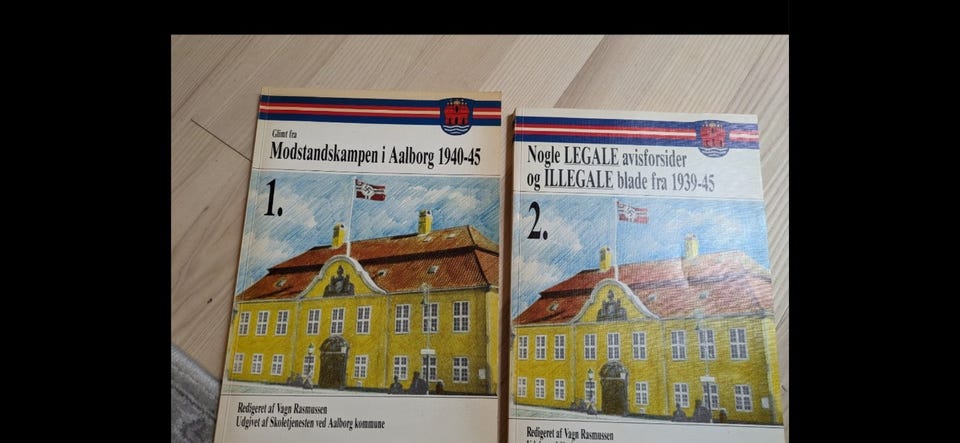 Glimt fra
Modstandskampen i Aalborg 1940-45
1.
Redigeret af Vagn Rasmussen
Udgivet af Skoletjenesten ved Aalborg kommune
Nogle LEGALE avisforsider
og ILLEGALE blade fra 1939-45
2.
Redigeret af Vagn Rasmussen